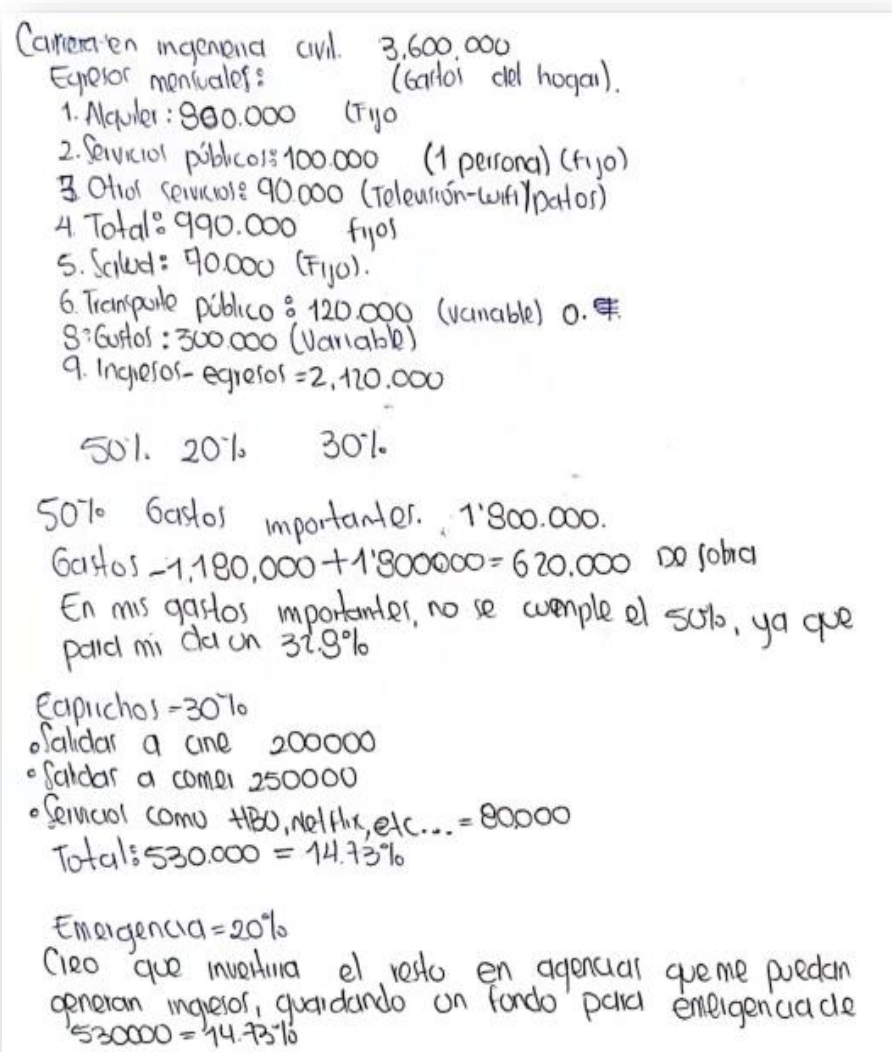 Carrera en ingeneria civil. 3,600,000
Egresos mensuales: (Gastos del hogar).
1. Alquiler: 800.000 (Fijo
2. Servicios públicos: 100.000 (1 persona) (fijo)
3 Otros servicios: 90.000 (Televisión-wifi/datos)
4 Total: 990.000 fijos
5. Salud: 70.000 (Fijo).
6. Transporte público: 120.000 (variable) 0.
8: Gustos: 300.000 (Variable)
9. Ingresos-egresos = 2,120.000
50%. 20% 30%
50% Gastos importantes. 1'800.000.
Gastos -1,180,000+1'800000=620.000 De sobra
En mis gastos importantes, no se cumple el 50%, ya que
para mi da un 32.8%
Caprichos-30%
• Salidas a cine 200000
• Salidas a comer 250000
• Servicios como HBO, Netflix, etc... = 80,000
Total: 530.000 = 14.73%
Emergencia=20%
Creo que invertiria el resto en agencias que me puedan
generan ingresos, guardando un fondo para emergencia de
530000 = 14.73%